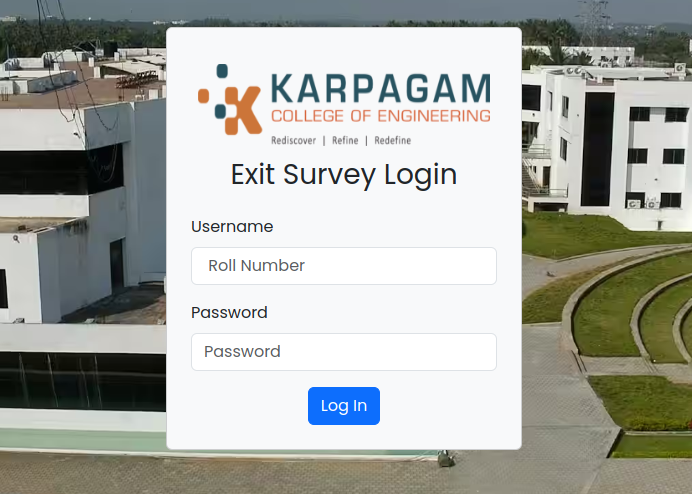 KARPAGAM
COLLEGE OF ENGINEERING
Rediscover | Refine | Redefine
Exit Survey Login
Username
Roll Number
Password
Password
Log In